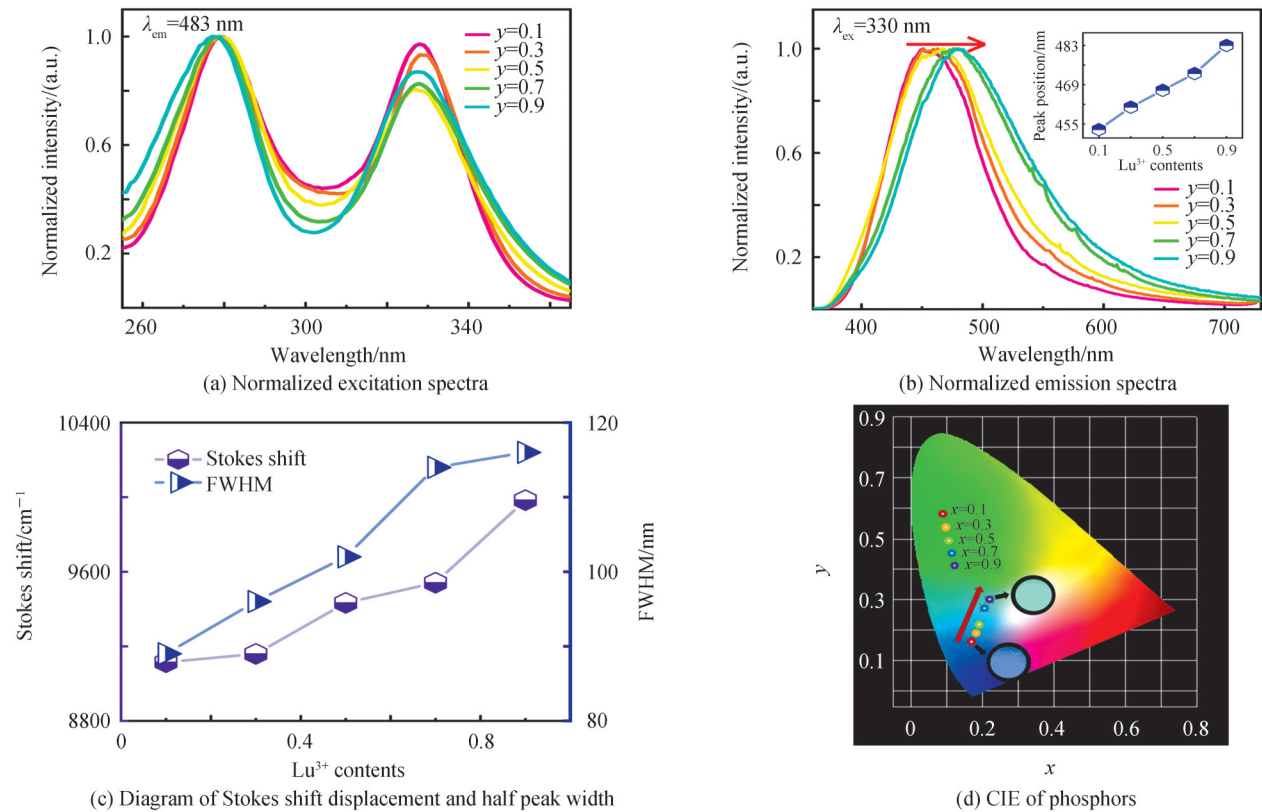 λem=483 nm
1.0
0.6
0.2
Normalized intensity/(a.u.)
y=0.1
y=0.3
y=0.5
y=0.7
y=0.9
260
300
340
Wavelength/nm
(a) Normalized excitation spectra
λex=330 nm
1.0
0.6
0.2
Normalized intensity/(a.u.)
483
469
455
Peak position/nm
0.1
0.5
0.9
Lu³⁺ contents
y=0.1
y=0.3
y=0.5
y=0.7
y=0.9
400
500
600
700
Wavelength/nm
(b) Normalized emission spectra
10400
9600
8800
Stokes shift/cm⁻¹
Stokes shift
FWHM
120
100
80
FWHM/nm
0
0.4
0.8
Lu³⁺ contents
(c) Diagram of Stokes shift displacement and half peak width
0.9
0.7
0.5
0.3
0.1
y
x=0.1
x=0.3
x=0.5
x=0.7
x=0.9
0
0.2
0.4
0.6
0.8
x
(d) CIE of phosphors